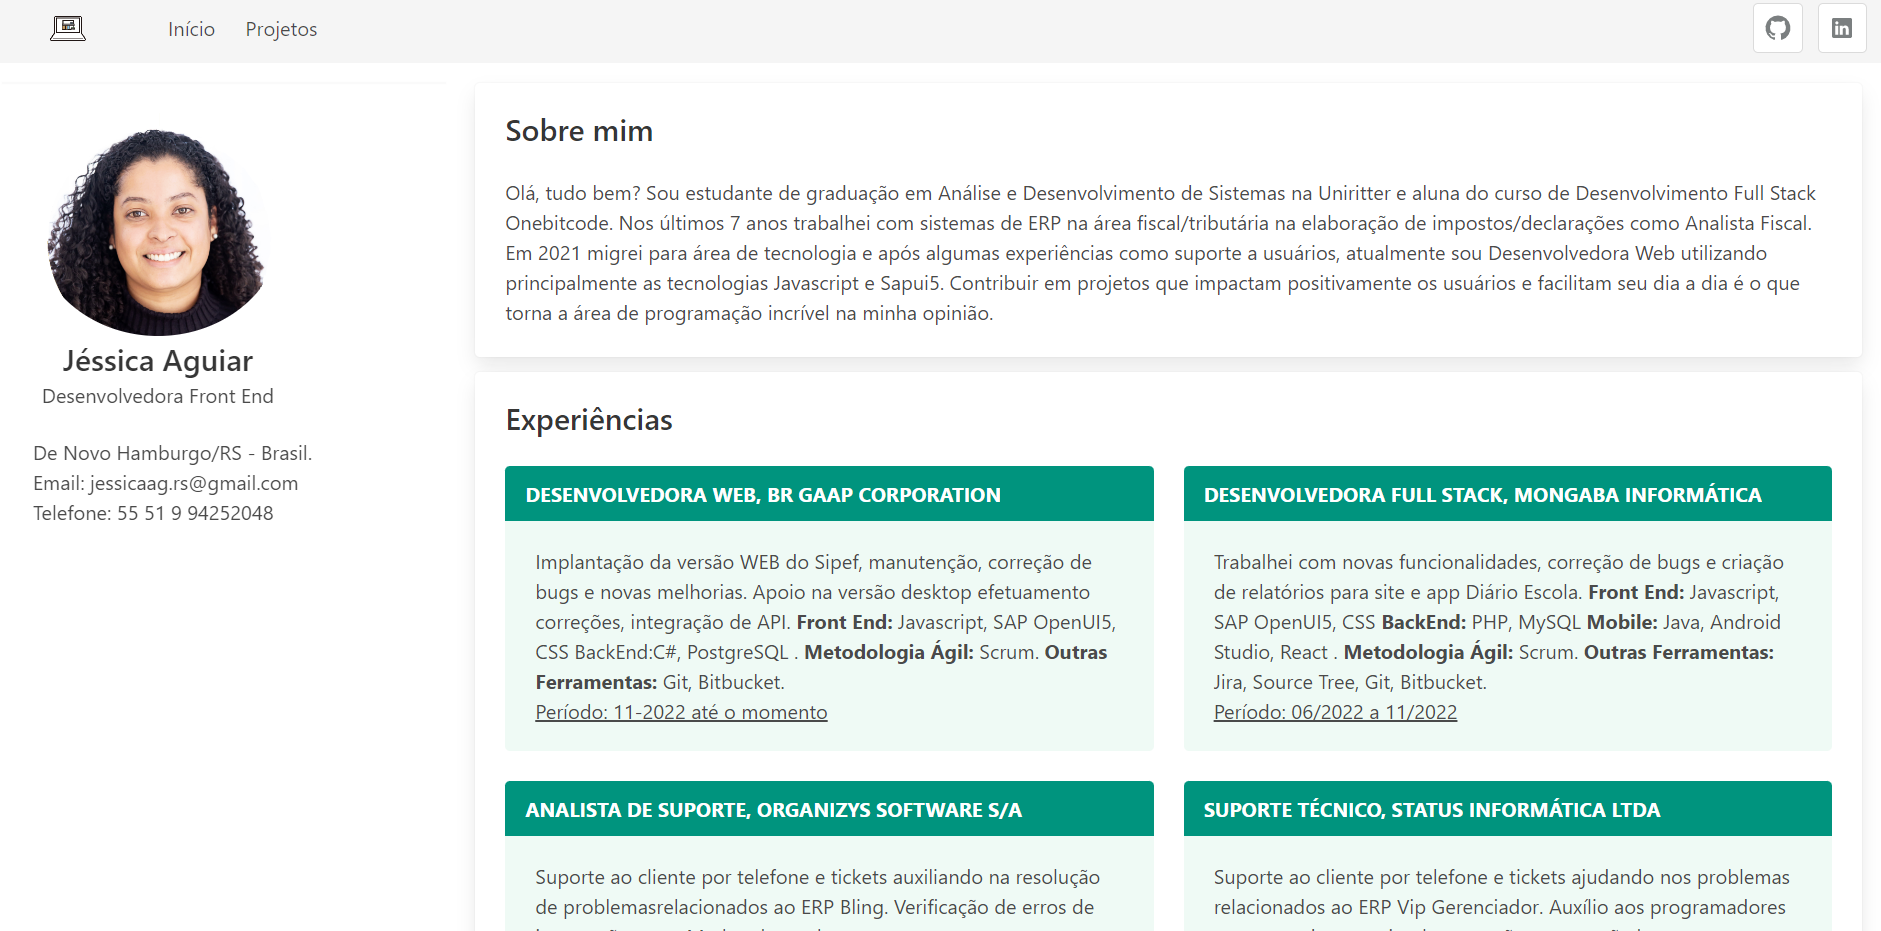 Início Projetos
Jéssica Aguiar
Desenvolvedora Front End
De Novo Hamburgo/RS - Brasil.
Email: jessicaag.rs@gmail.com
Telefone: 55 51 9 94252048
Sobre mim
Olá, tudo bem? Sou estudante de graduação em Análise e Desenvolvimento de Sistemas na Uniritter e aluna do curso de Desenvolvimento Full Stack
Onebitcode. Nos últimos 7 anos trabalhei com sistemas de ERP na área fiscal/tributária na elaboração de impostos/declarações como Analista Fiscal.
Em 2021 migrei para área de tecnologia e após algumas experiências como suporte a usuários, atualmente sou Desenvolvedora Web utilizando
principalmente as tecnologias Javascript e Sapui5. Contribuir em projetos que impactam positivamente os usuários e facilitam seu dia a dia é o que
torna a área de programação incrível na minha opinião.
Experiências
DESENVOLVEDORA WEB, BR GAAP CORPORATION
Implantação da versão WEB do Sipef, manutenção, correção de
bugs e novas melhorias. Apoio na versão desktop efetuamento
correções, integração de API. Front End: Javascript, SAP OpenUI5,
CSS BackEnd:C#, PostgreSQL . Metodologia Ágil: Scrum. Outras
Ferramentas: Git, Bitbucket.
Período: 11-2022 até o momento
DESENVOLVEDORA FULL STACK, MONGABA INFORMÁTICA
Trabalhei com novas funcionalidades, correção de bugs e criação
de relatórios para site e app Diário Escola. Front End: Javascript,
SAP OpenUI5, CSS BackEnd: PHP, MySQL Mobile: Java, Android
Studio, React . Metodologia Ágil: Scrum. Outras Ferramentas:
Jira, Source Tree, Git, Bitbucket.
Período: 06/2022 a 11/2022
ANALISTA DE SUPORTE, ORGANIZYS SOFTWARE S/A
Suporte ao cliente por telefone e tickets auxiliando na resolução
de problemasrelacionados ao ERP Bling. Verificação de erros de
SUPORTE TÉCNICO, STATUS INFORMÁTICA LTDA
Suporte ao cliente por telefone e tickets ajudando nos problemas
relacionados ao ERP Vip Gerenciador. Auxílio aos programadores